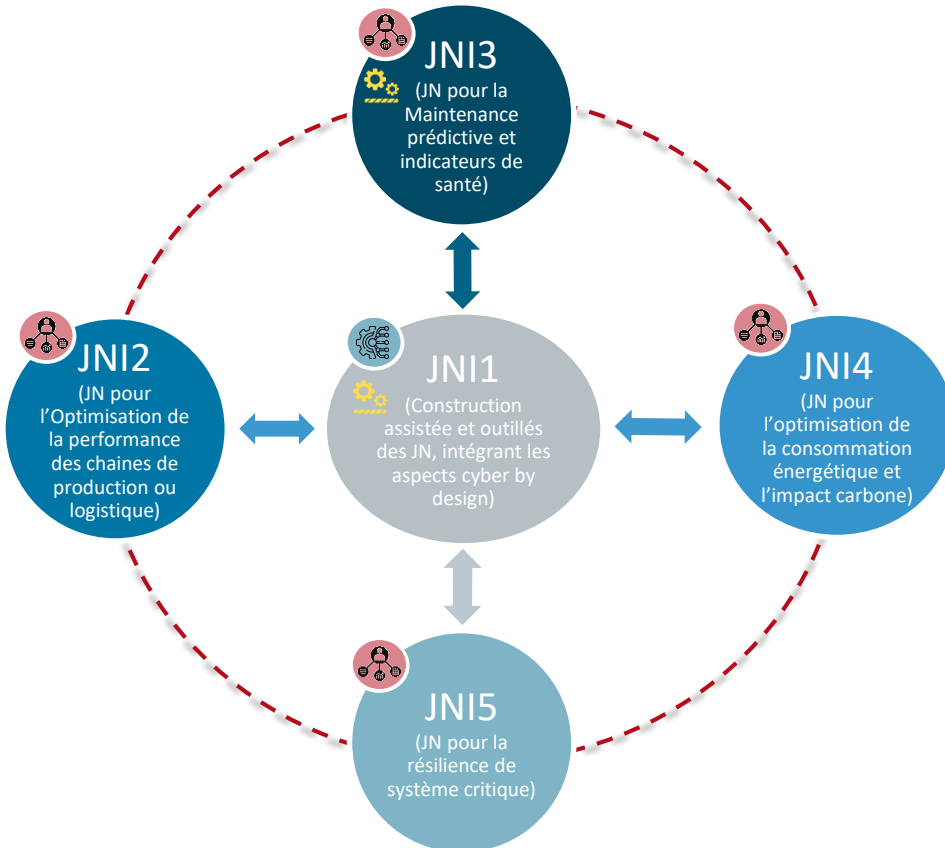 JNI3
(JN pour la
Maintenance
prédictive et
indicateurs de
santé)
JNI2
(JN pour
l'Optimisation de
la performance
des chaines de
production ou
logistique)
JNI1
(Construction
assistée et outillés
des JN, intégrant les
aspects cyber by
design)
JNI4
(JN pour
l'optimisation de
la consommation
énergétique et
l'impact carbone)
JNI5
(JN pour la
résilience de
système critique)